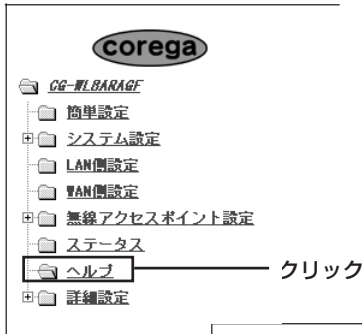 corega
CG-WLBARAGF
簡単設定
システム設定
LAN側設定
WAN側設定
無線アクセスポイント設定
ステータス
ヘルプ
クリック
詳細設定